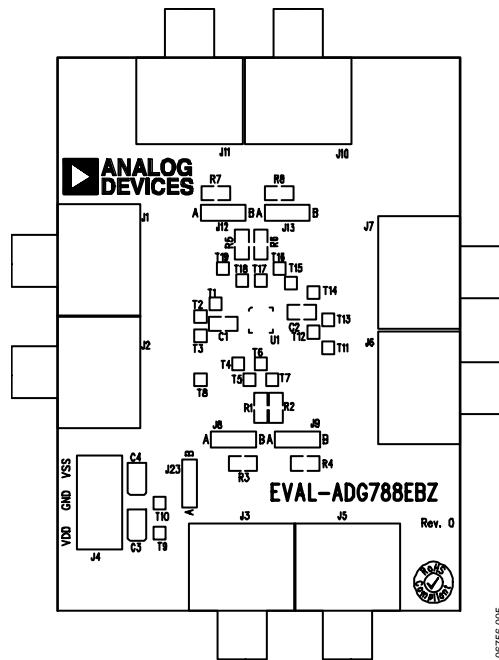 J11
J10
ANALOG
DEVICES
R7
R8
A
J12
B
A
J13
B
J1
J7
R5
R6
T19
T16
T18
T17
T15
T1
T14
T2
C1
U1
C2
T13
T3
T12
T11
J2
J6
T4
T6
T5
T7
T8
R1
R2
J8
J9
A
B
A
B
R3
R4
VSS
C4
J23
B
A
EVAL-ADG788EBZ
GND
T10
J3
J5
Rev. 0
VDD
C3
T9
J4
RoHS
Compliant
06756-005